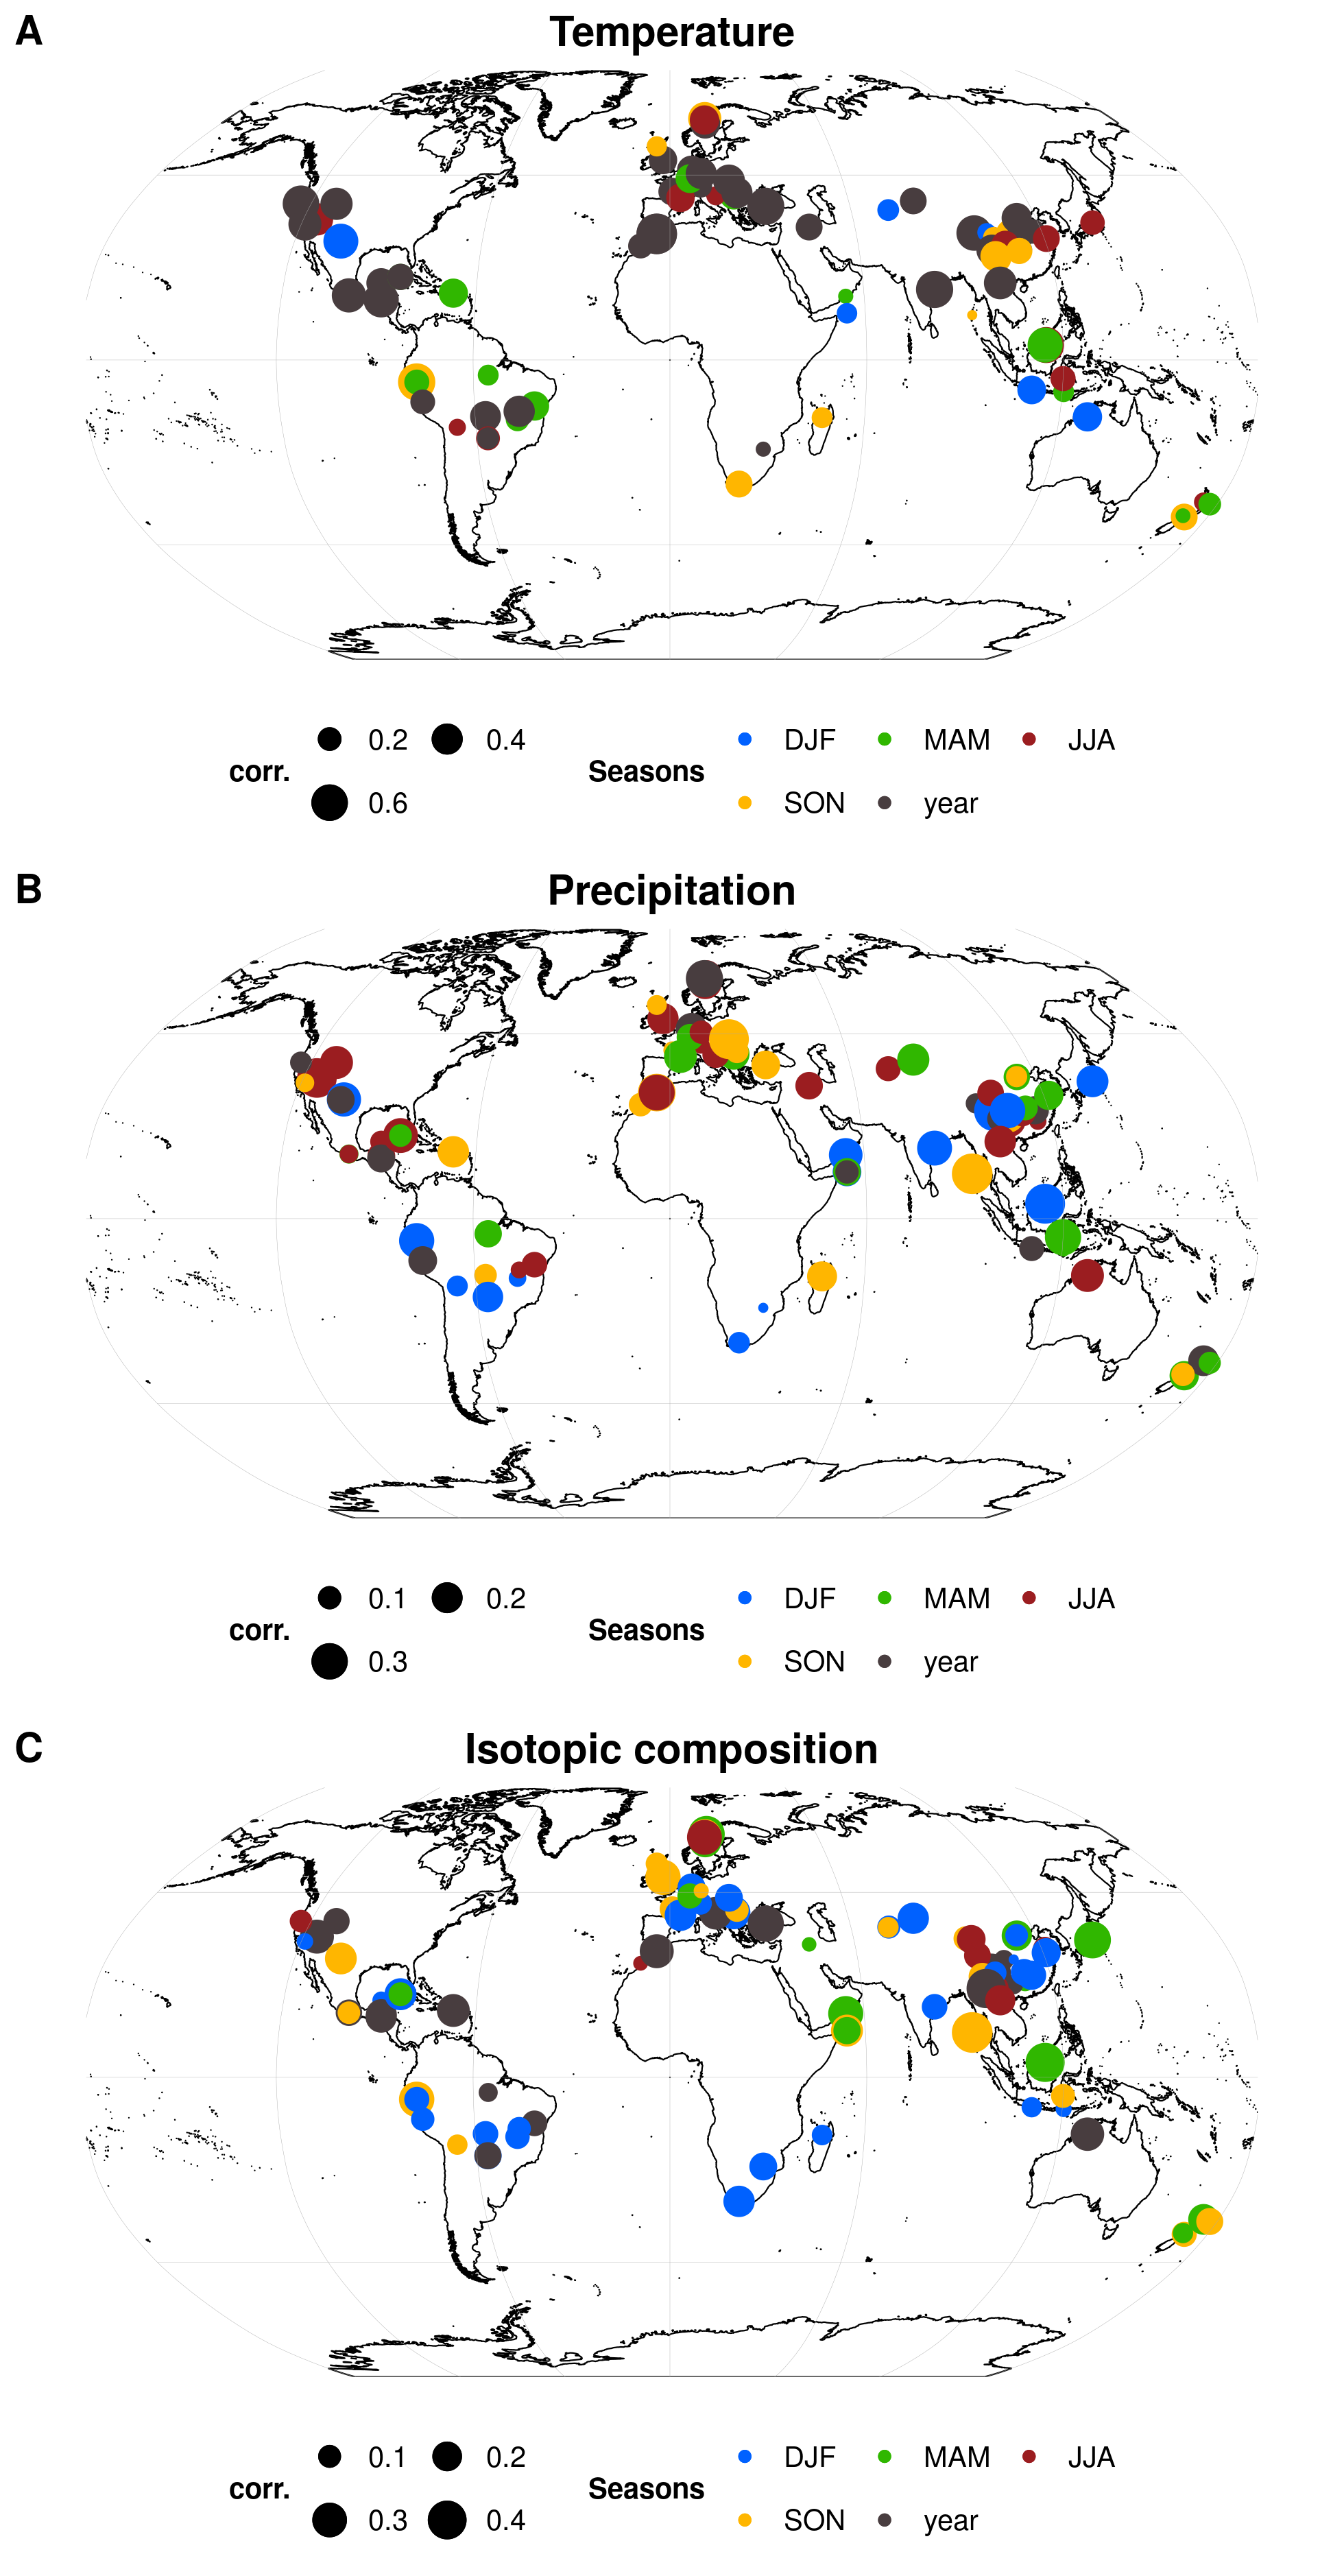 A
Temperature
0.2 0.4 DJF MAM JJA
corr. Seasons
0.6 SON year
B
Precipitation
0.1 0.2 DJF MAM JJA
corr. Seasons
0.3 SON year
C
Isotopic composition
0.1 0.2 DJF MAM JJA
corr. Seasons
0.3 0.4 SON year